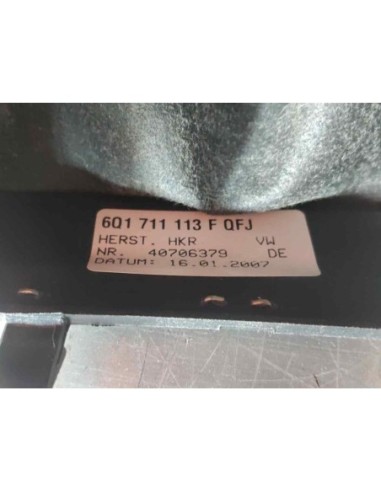 6Q1 711 113 F QFJ
HERST. HKR VW
NR. 40706379 DE
DATUM: 16.01.2007